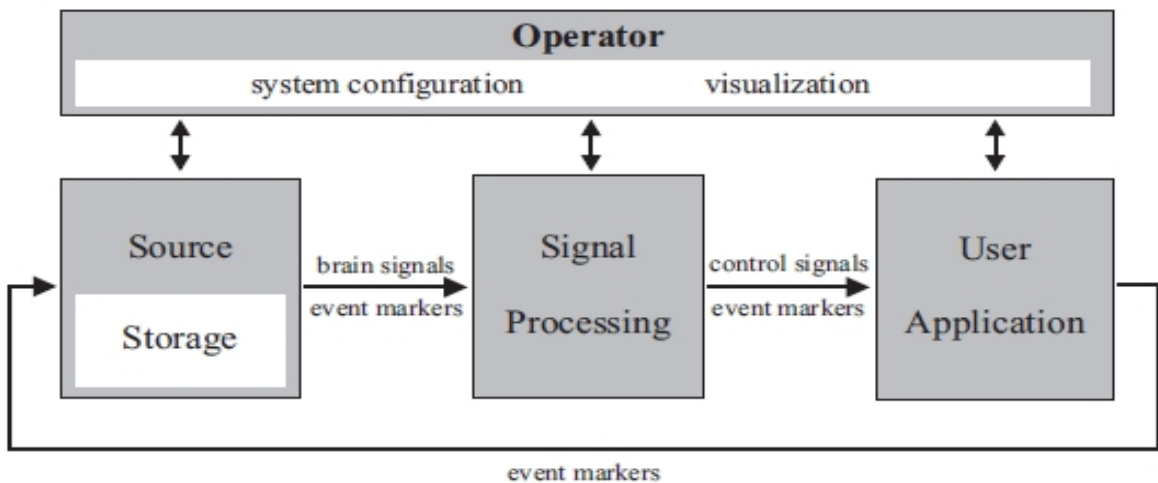 Operator
system configuration visualization
Source
Storage
brain signals
event markers
Signal
Processing
control signals
event markers
User
Application
event markers